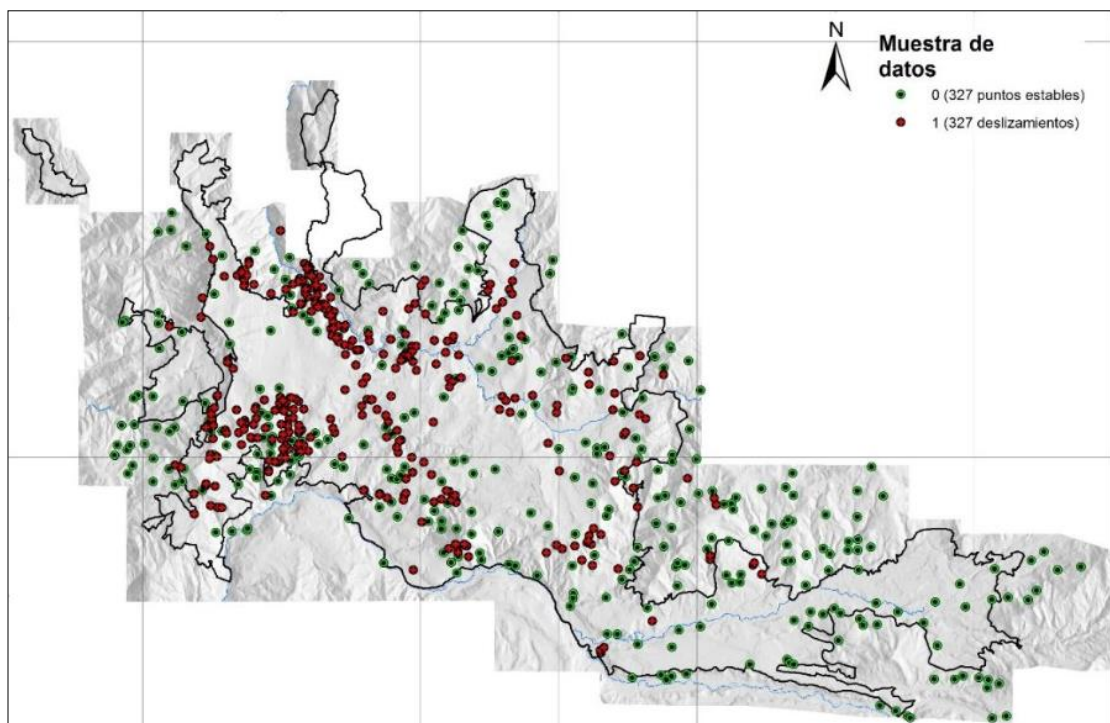 N
Muestra de
datos
0 (327 puntos estables)
1 (327 deslizamientos)